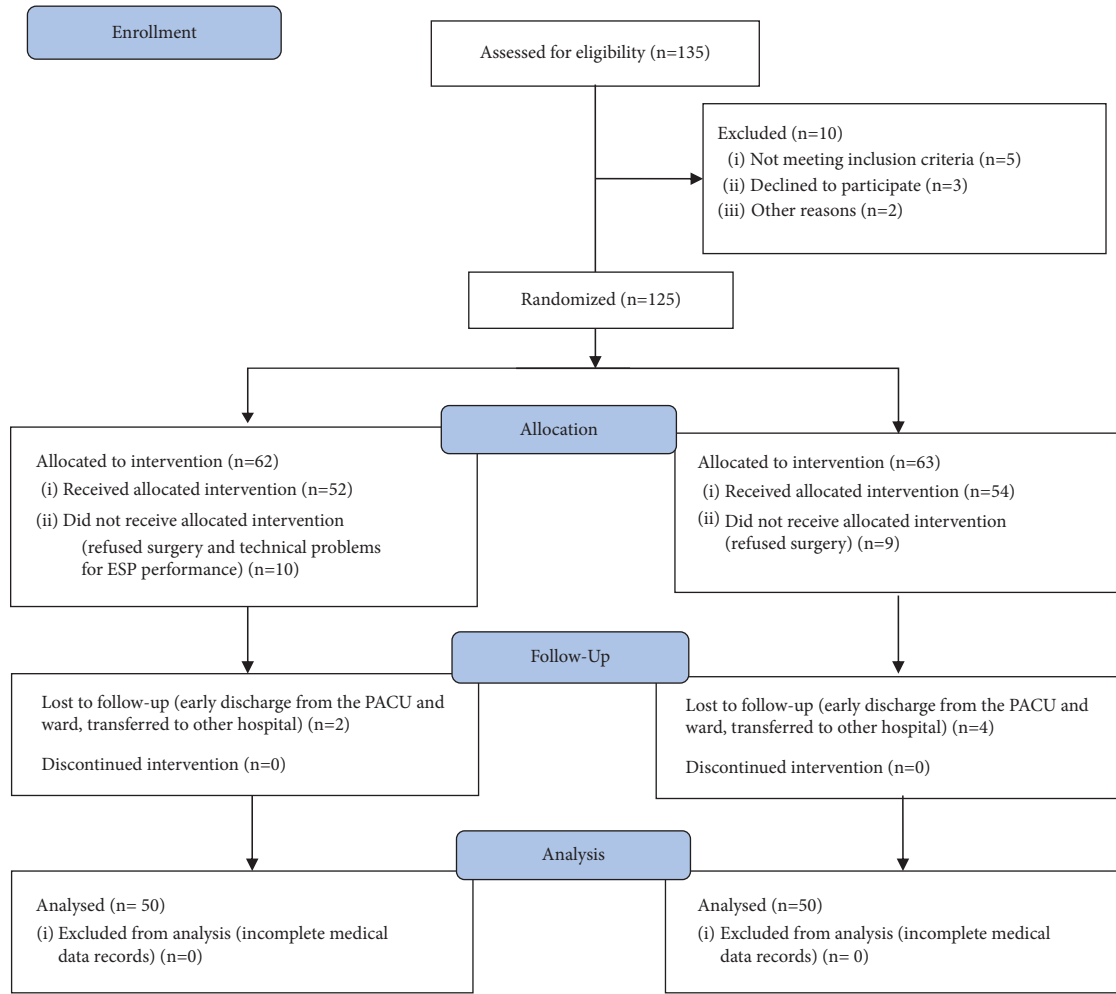 Enrollment
Assessed for eligibility (n=135)
Excluded (n=10)
(i) Not meeting inclusion criteria (n=5)
(ii) Declined to participate (n=3)
(iii) Other reasons (n=2)
Randomized (n=125)
Allocation
Allocated to intervention (n=62)
(i) Received allocated intervention (n=52)
(ii) Did not receive allocated intervention
(refused surgery and technical problems
for ESP performance) (n=10)
Allocated to intervention (n=63)
(i) Received allocated intervention (n=54)
(ii) Did not receive allocated intervention
(refused surgery) (n=9)
Follow-Up
Lost to follow-up (early discharge from the PACU and
ward, transferred to other hospital) (n=2)
Discontinued intervention (n=0)
Lost to follow-up (early discharge from the PACU and
ward, transferred to other hospital) (n=4)
Discontinued intervention (n=0)
Analysis
Analysed (n= 50)
(i) Excluded from analysis (incomplete medical
data records) (n=0)
Analysed (n=50)
(i) Excluded from analysis (incomplete medical
data records) (n= 0)